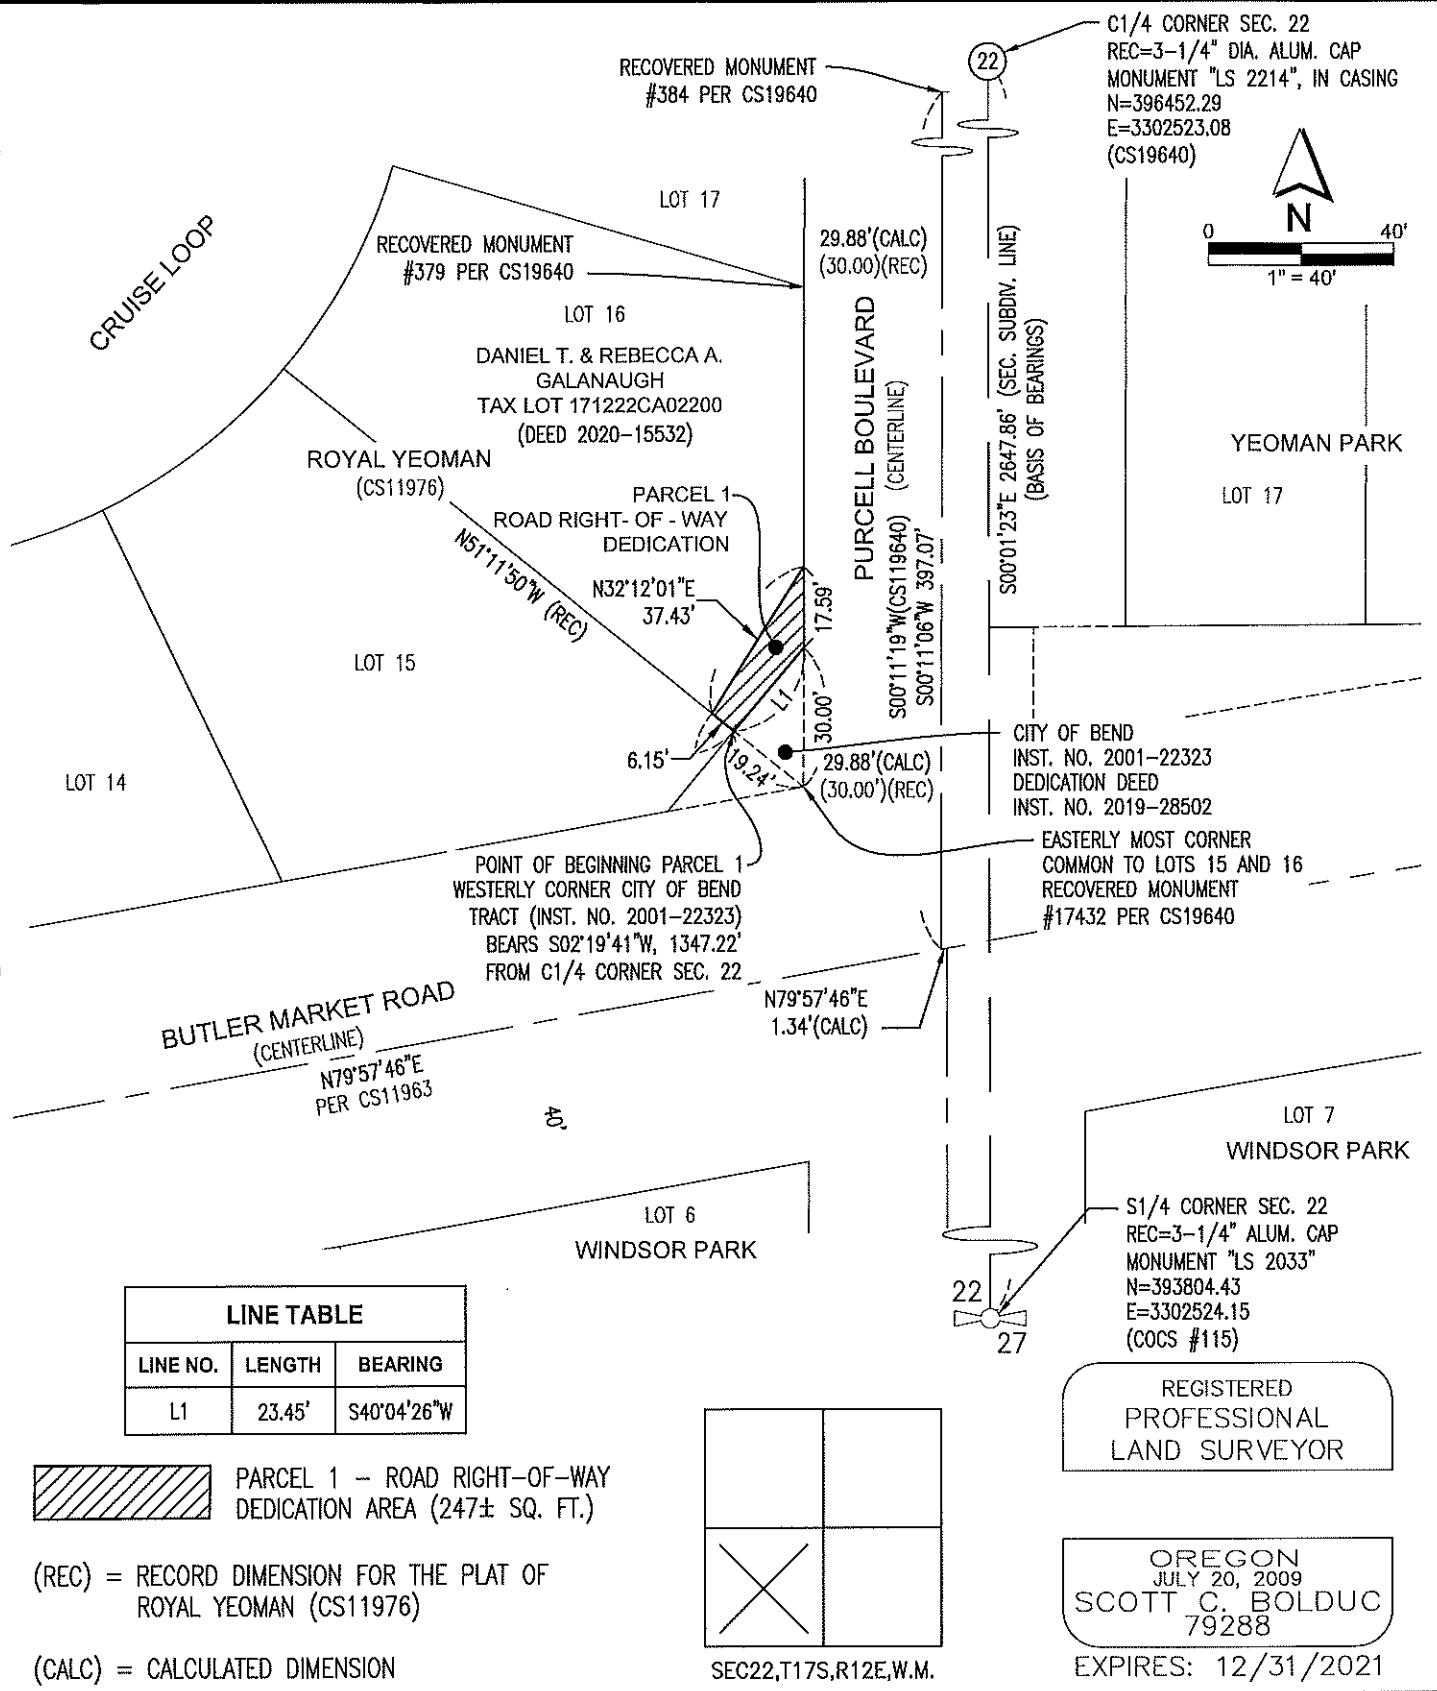 C1/4 CORNER SEC. 22
REC=3-1/4" DIA. ALUM. CAP
MONUMENT "LS 2214", IN CASING
N=396452.29
E=3302523.08
(CS19640)
22
RECOVERED MONUMENT
#384 PER CS19640
N
0 40'
1" = 40'
LOT 17
CRUISE LOOP
RECOVERED MONUMENT
#379 PER CS19640
29.88'(CALC)
(30.00)(REC)
LOT 16
DANIEL T. & REBECCA A.
GALANAUGH
TAX LOT 171222CA02200
(DEED 2020-15532)
PURCELL BOULEVARD
(CENTERLINE)
S00°11'19"W(CS119640)
S00°11'06"W 397.07'
S00°01'23"E 2647.86' (SEC. SUBDIV. LINE)
(BASIS OF BEARINGS)
YEOMAN PARK
LOT 17
ROYAL YEOMAN
(CS11976)
N51°11'50"W (REC)
PARCEL 1
ROAD RIGHT- OF - WAY
DEDICATION
N32°12'01"E
37.43'
17.59'
LOT 15
L1
30.00'
6.15'
19.24'
29.88'(CALC)
(30.00')(REC)
CITY OF BEND
INST. NO. 2001-22323
DEDICATION DEED
INST. NO. 2019-28502
LOT 14
EASTERLY MOST CORNER
COMMON TO LOTS 15 AND 16
RECOVERED MONUMENT
#17432 PER CS19640
POINT OF BEGINNING PARCEL 1
WESTERLY CORNER CITY OF BEND
TRACT (INST. NO. 2001-22323)
BEARS S02°19'41"W, 1347.22'
FROM C1/4 CORNER SEC. 22
N79°57'46"E
1.34'(CALC)
BUTLER MARKET ROAD
(CENTERLINE)
N79°57'46"E
PER CS11963
40'
LOT 7
WINDSOR PARK
LOT 6
WINDSOR PARK
S1/4 CORNER SEC. 22
REC=3-1/4" ALUM. CAP
MONUMENT "LS 2033"
N=393804.43
E=3302524.15
(COCS #115)
22
27
LINE TABLE
LINE NO. LENGTH BEARING
L1 23.45' S40°04'26"W
PARCEL 1 - ROAD RIGHT-OF-WAY
DEDICATION AREA (247± SQ. FT.)
(REC) = RECORD DIMENSION FOR THE PLAT OF
ROYAL YEOMAN (CS11976)
(CALC) = CALCULATED DIMENSION
SEC22,T17S,R12E,W.M.
REGISTERED
PROFESSIONAL
LAND SURVEYOR
OREGON
JULY 20, 2009
SCOTT C. BOLDUC
79288
EXPIRES: 12/31/2021